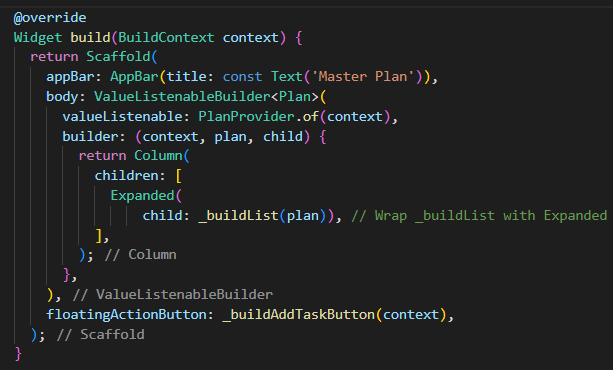 @override
Widget build(BuildContext context) {
  return Scaffold(
    appBar: AppBar(title: const Text('Master Plan')),
    body: ValueListenableBuilder<Plan>(
      valueListenable: PlanProvider.of(context),
      builder: (context, plan, child) {
        return Column(
          children: [
            Expanded(
                child: _buildList(plan)), // Wrap _buildList with Expanded
          ],
        ); // Column
      },
    ), // ValueListenableBuilder
    floatingActionButton: _buildAddTaskButton(context),
  ); // Scaffold
}